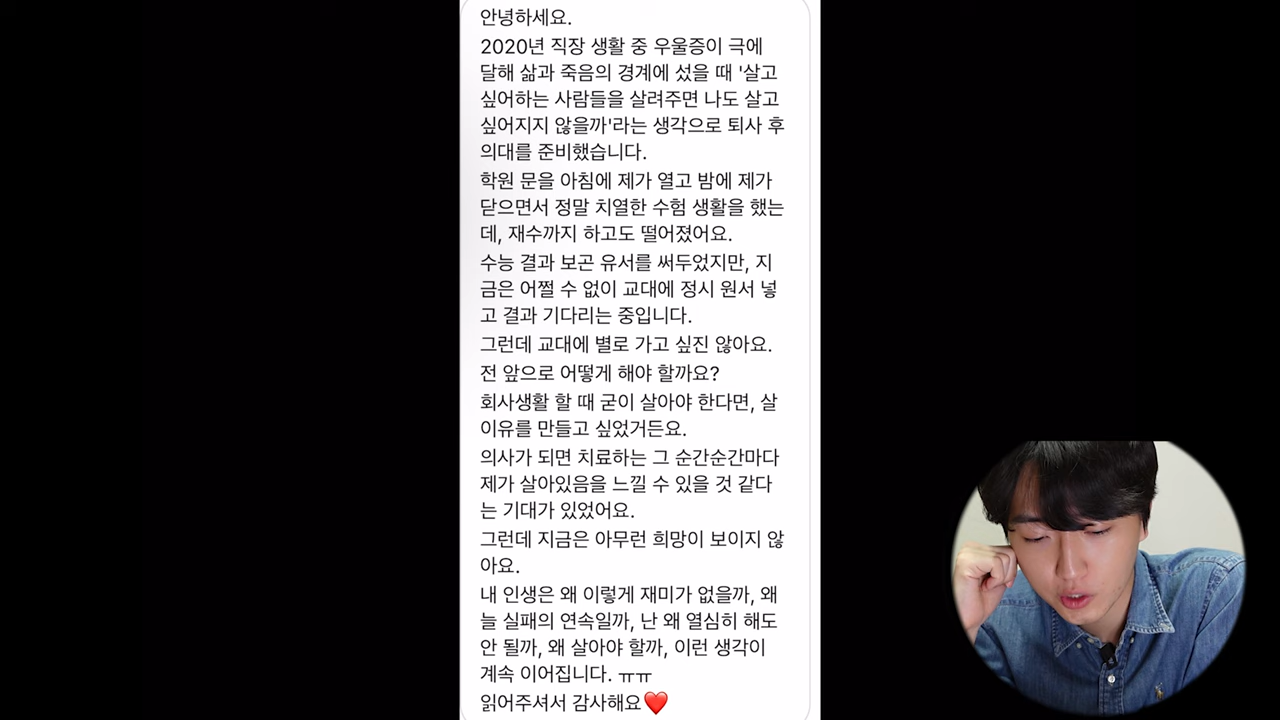 안녕하세요.
2020년 직장 생활 중 우울증이 극에
달해 삶과 죽음의 경계에 섰을 때 '살고
싶어하는 사람들을 살려주면 나도 살고
싶어지지 않을까'라는 생각으로 퇴사 후
의대를 준비했습니다.
학원 문을 아침에 제가 열고 밤에 제가
닫으면서 정말 치열한 수험 생활을 했는
데, 재수까지 하고도 떨어졌어요.
수능 결과 보곤 유서를 써두었지만, 지
금은 어쩔 수 없이 교대에 정시 원서 넣
고 결과 기다리는 중입니다.
그런데 교대에 별로 가고 싶진 않아요.
전 앞으로 어떻게 해야 할까요?
회사생활 할 때 굳이 살아야 한다면, 살
이유를 만들고 싶었거든요.
의사가 되면 치료하는 그 순간순간마다
제가 살아있음을 느낄 수 있을 것 같다
는 기대가 있었어요.
그런데 지금은 아무런 희망이 보이지 않
아요.
내 인생은 왜 이렇게 재미가 없을까, 왜
늘 실패의 연속일까, 난 왜 열심히 해도
안 될까, 왜 살아야 할까, 이런 생각이
계속 이어집니다. ㅠㅠ
읽어주셔서 감사해요❤️